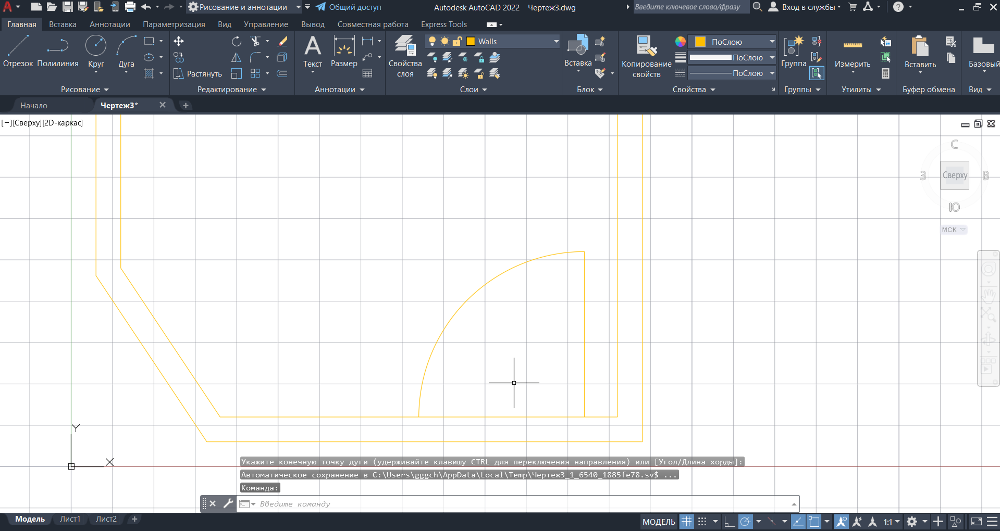 Рисование и аннотации
Общий доступ
Autodesk AutoCAD 2022 Чертеж3.dwg
Введите ключевое слово/фразу
Вход в службы
Главная Вставка Аннотации Параметризация Вид Управление Вывод Совместная работа Express Tools
Отрезок Полилиния Круг Дуга
Растянуть
Текст Размер
Свойства слоя
Walls
Вставка
Копирование свойств
ПоСлою
ПоСлою
ПоСлою
Группа
Измерить
Вставить
Базовый
Рисование Редактирование Аннотации Слои Блок Свойства Группы Утилиты Буфер обмена Вид
Начало Чертеж3*
[−][Сверху][2D-каркас]
С
З Сверху В
Ю
МСК
Y
X
Укажите конечную точку дуги (удерживайте клавишу CTRL для переключения направления) или [Угол/Длина хорды]:
Автоматическое сохранение в C:\Users\gggch\AppData\Local\Temp\Чертеж3_1_6540_1885fe78.sv$ ...
Команда:
Введите команду
Модель Лист1 Лист2
МОДЕЛЬ
1:1